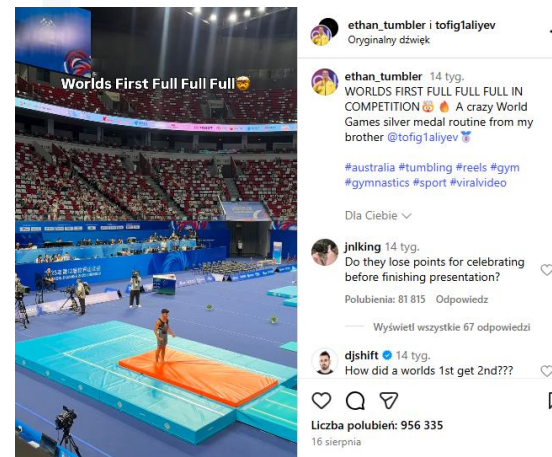 Worlds First Full Full Full🤯
ethan_tumbler i tofig1aliyev
Oryginalny dźwięk
ethan_tumbler 14 tyg.
WORLDS FIRST FULL FULL FULL IN
COMPETITION🤯 🔥 A crazy World
Games silver medal routine from my
brother @tofig1aliyev🥈
#australia #tumbling #reels #gym
#gymnastics #sport #viralvideo
Dla Ciebie
jnlking 14 tyg.
Do they lose points for celebrating
before finishing presentation?
Polubienia: 81 815 Odpowiedz
Wyświetl wszystkie 67 odpowiedzi
djshift 14 tyg.
How did a worlds 1st get 2nd???
Liczba polubień: 956 335
16 sierpnia